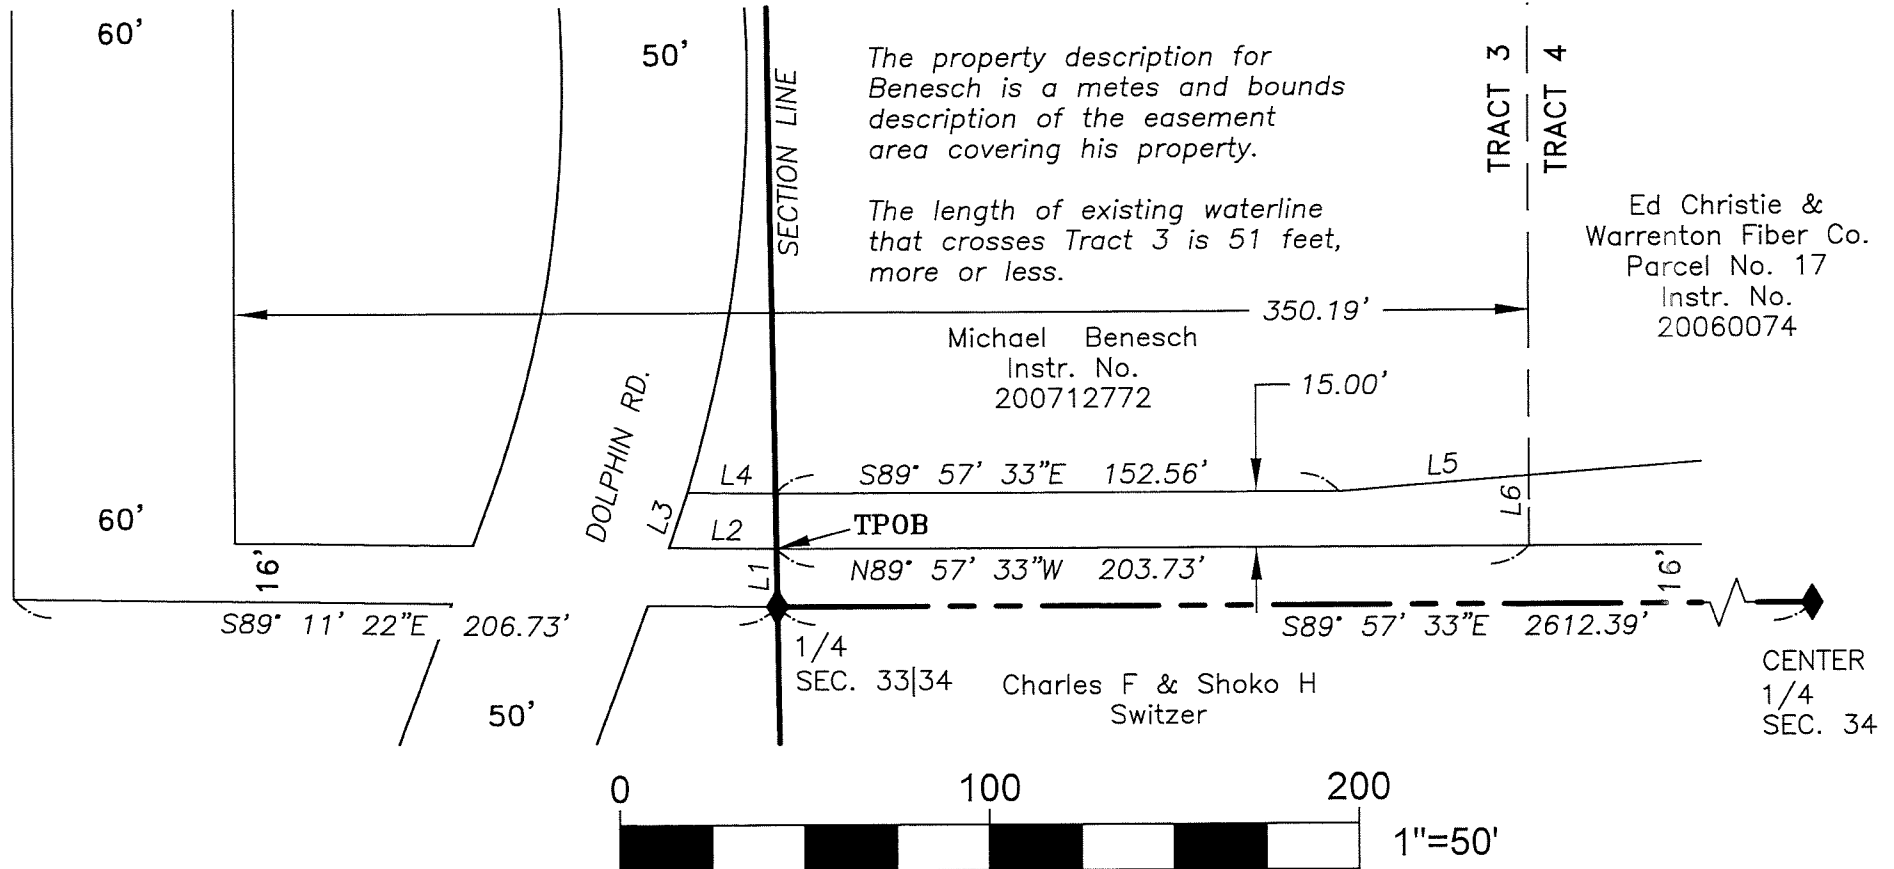 60'
50'
SECTION LINE
The property description for
Benesch is a metes and bounds
description of the easement
area covering his property.
The length of existing waterline
that crosses Tract 3 is 51 feet,
more or less.
TRACT 3
TRACT 4
Ed Christie &
Warrenton Fiber Co.
Parcel No. 17
Instr. No.
20060074
350.19'
Michael Benesch
Instr. No.
200712772
15.00'
DOLPHIN RD.
L4
S89° 57' 33"E 152.56'
L5
L3
L6
60'
L2
TPOB
16'
L1
N89° 57' 33"W 203.73'
16'
S89° 11' 22"E 206.73'
S89° 57' 33"E 2612.39'
1/4
SEC. 33|34
Charles F & Shoko H
Switzer
CENTER
1/4
SEC. 34
50'
0 100 200
1"=50'